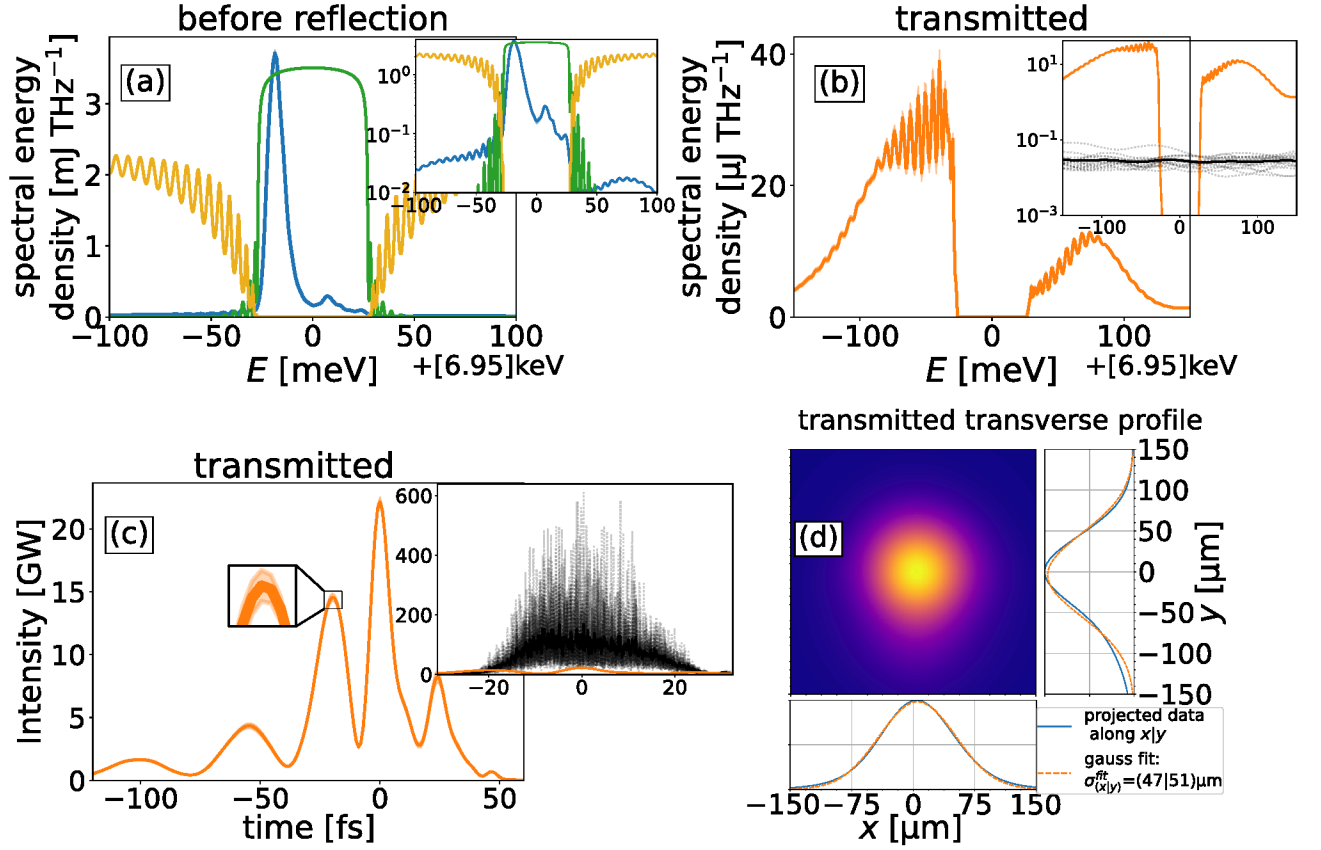 before reflection
(a)
spectral energy
density [mJ THz⁻¹]
3
2
1
0
−100
−50
0
50
100
E [meV]
+[6.95]keV
10⁰
10⁻¹
10⁻²
−100
−50
0
50
100
transmitted
(b)
spectral energy
density [µJ THz⁻¹]
40
20
0
−100
0
100
E [meV]
+[6.95]keV
10¹
10⁻¹
10⁻³
−100
0
100
transmitted
(c)
Intensity [GW]
20
15
10
5
0
−100
−50
0
50
time [fs]
600
400
200
0
−20
0
20
transmitted transverse profile
(d)
150
100
50
0
−50
−100
−150
y [µm]
−150
−75
0
75
150
x [µm]
projected data
along x|y
gauss fit:
σ^fit_(x|y)=(47|51)µm